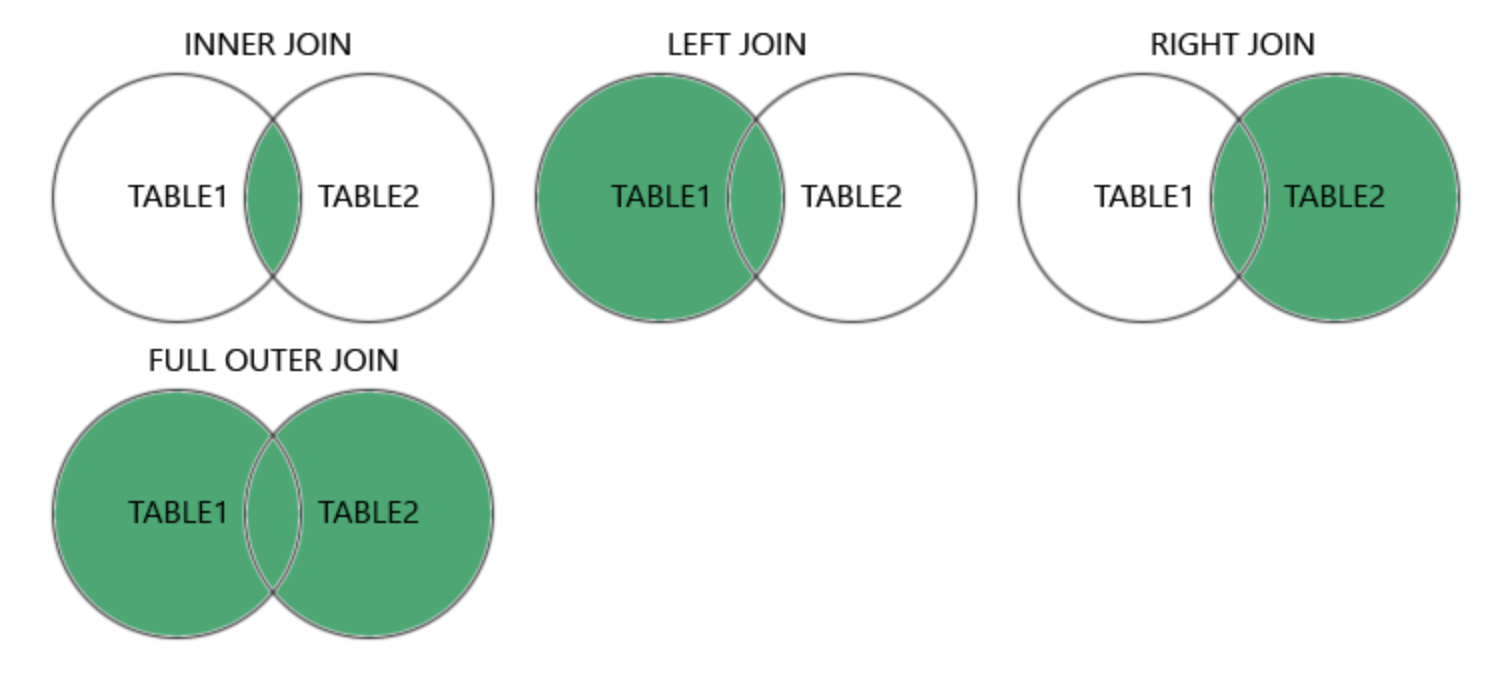 INNER JOIN
LEFT JOIN
RIGHT JOIN
TABLE1
TABLE2
TABLE1
TABLE2
TABLE1
TABLE2
FULL OUTER JOIN
TABLE1
TABLE2